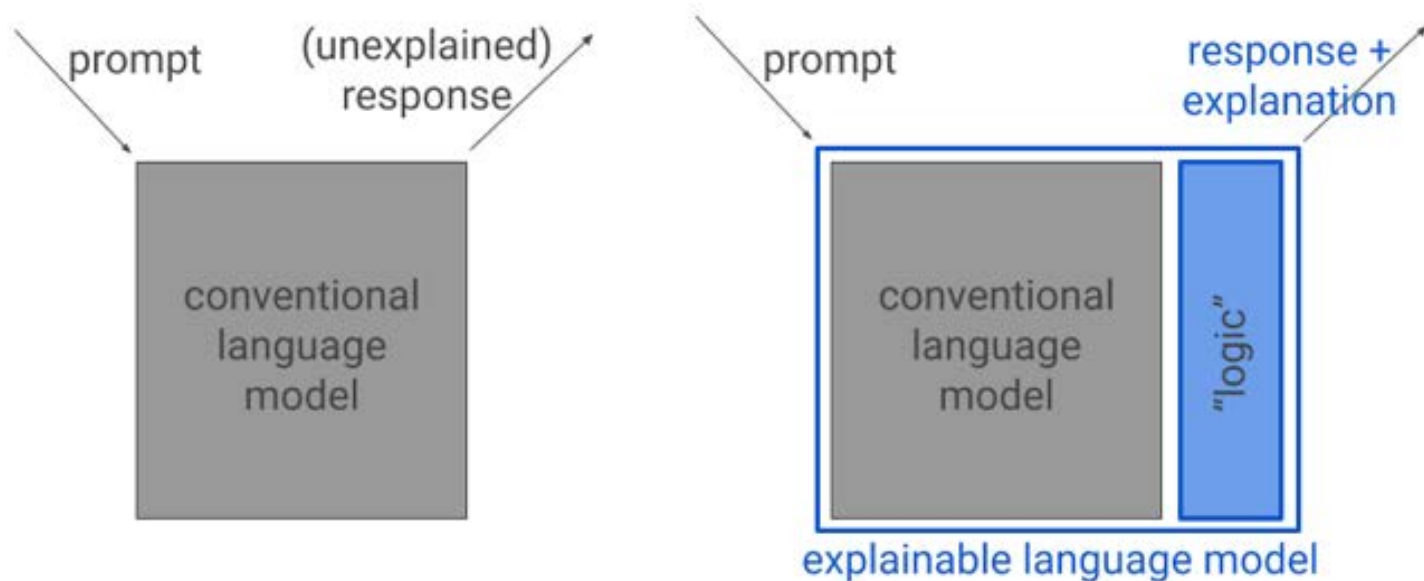 prompt
(unexplained)
response
conventional
language
model
prompt
response +
explanation
conventional
language
model
“logic”
explainable language model